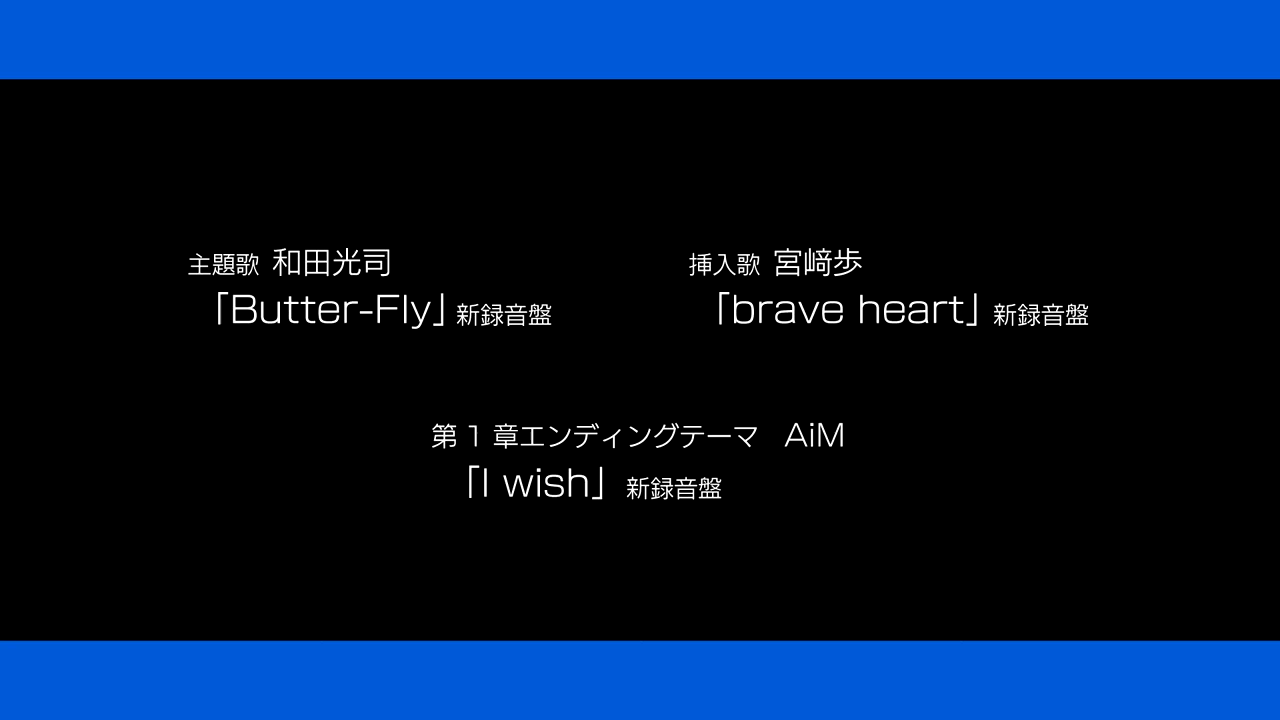 主題歌 和田光司
「Butter-Fly」新録音盤
挿入歌 宮﨑歩
「brave heart」新録音盤
第1章エンディングテーマ AiM
「I wish」新録音盤